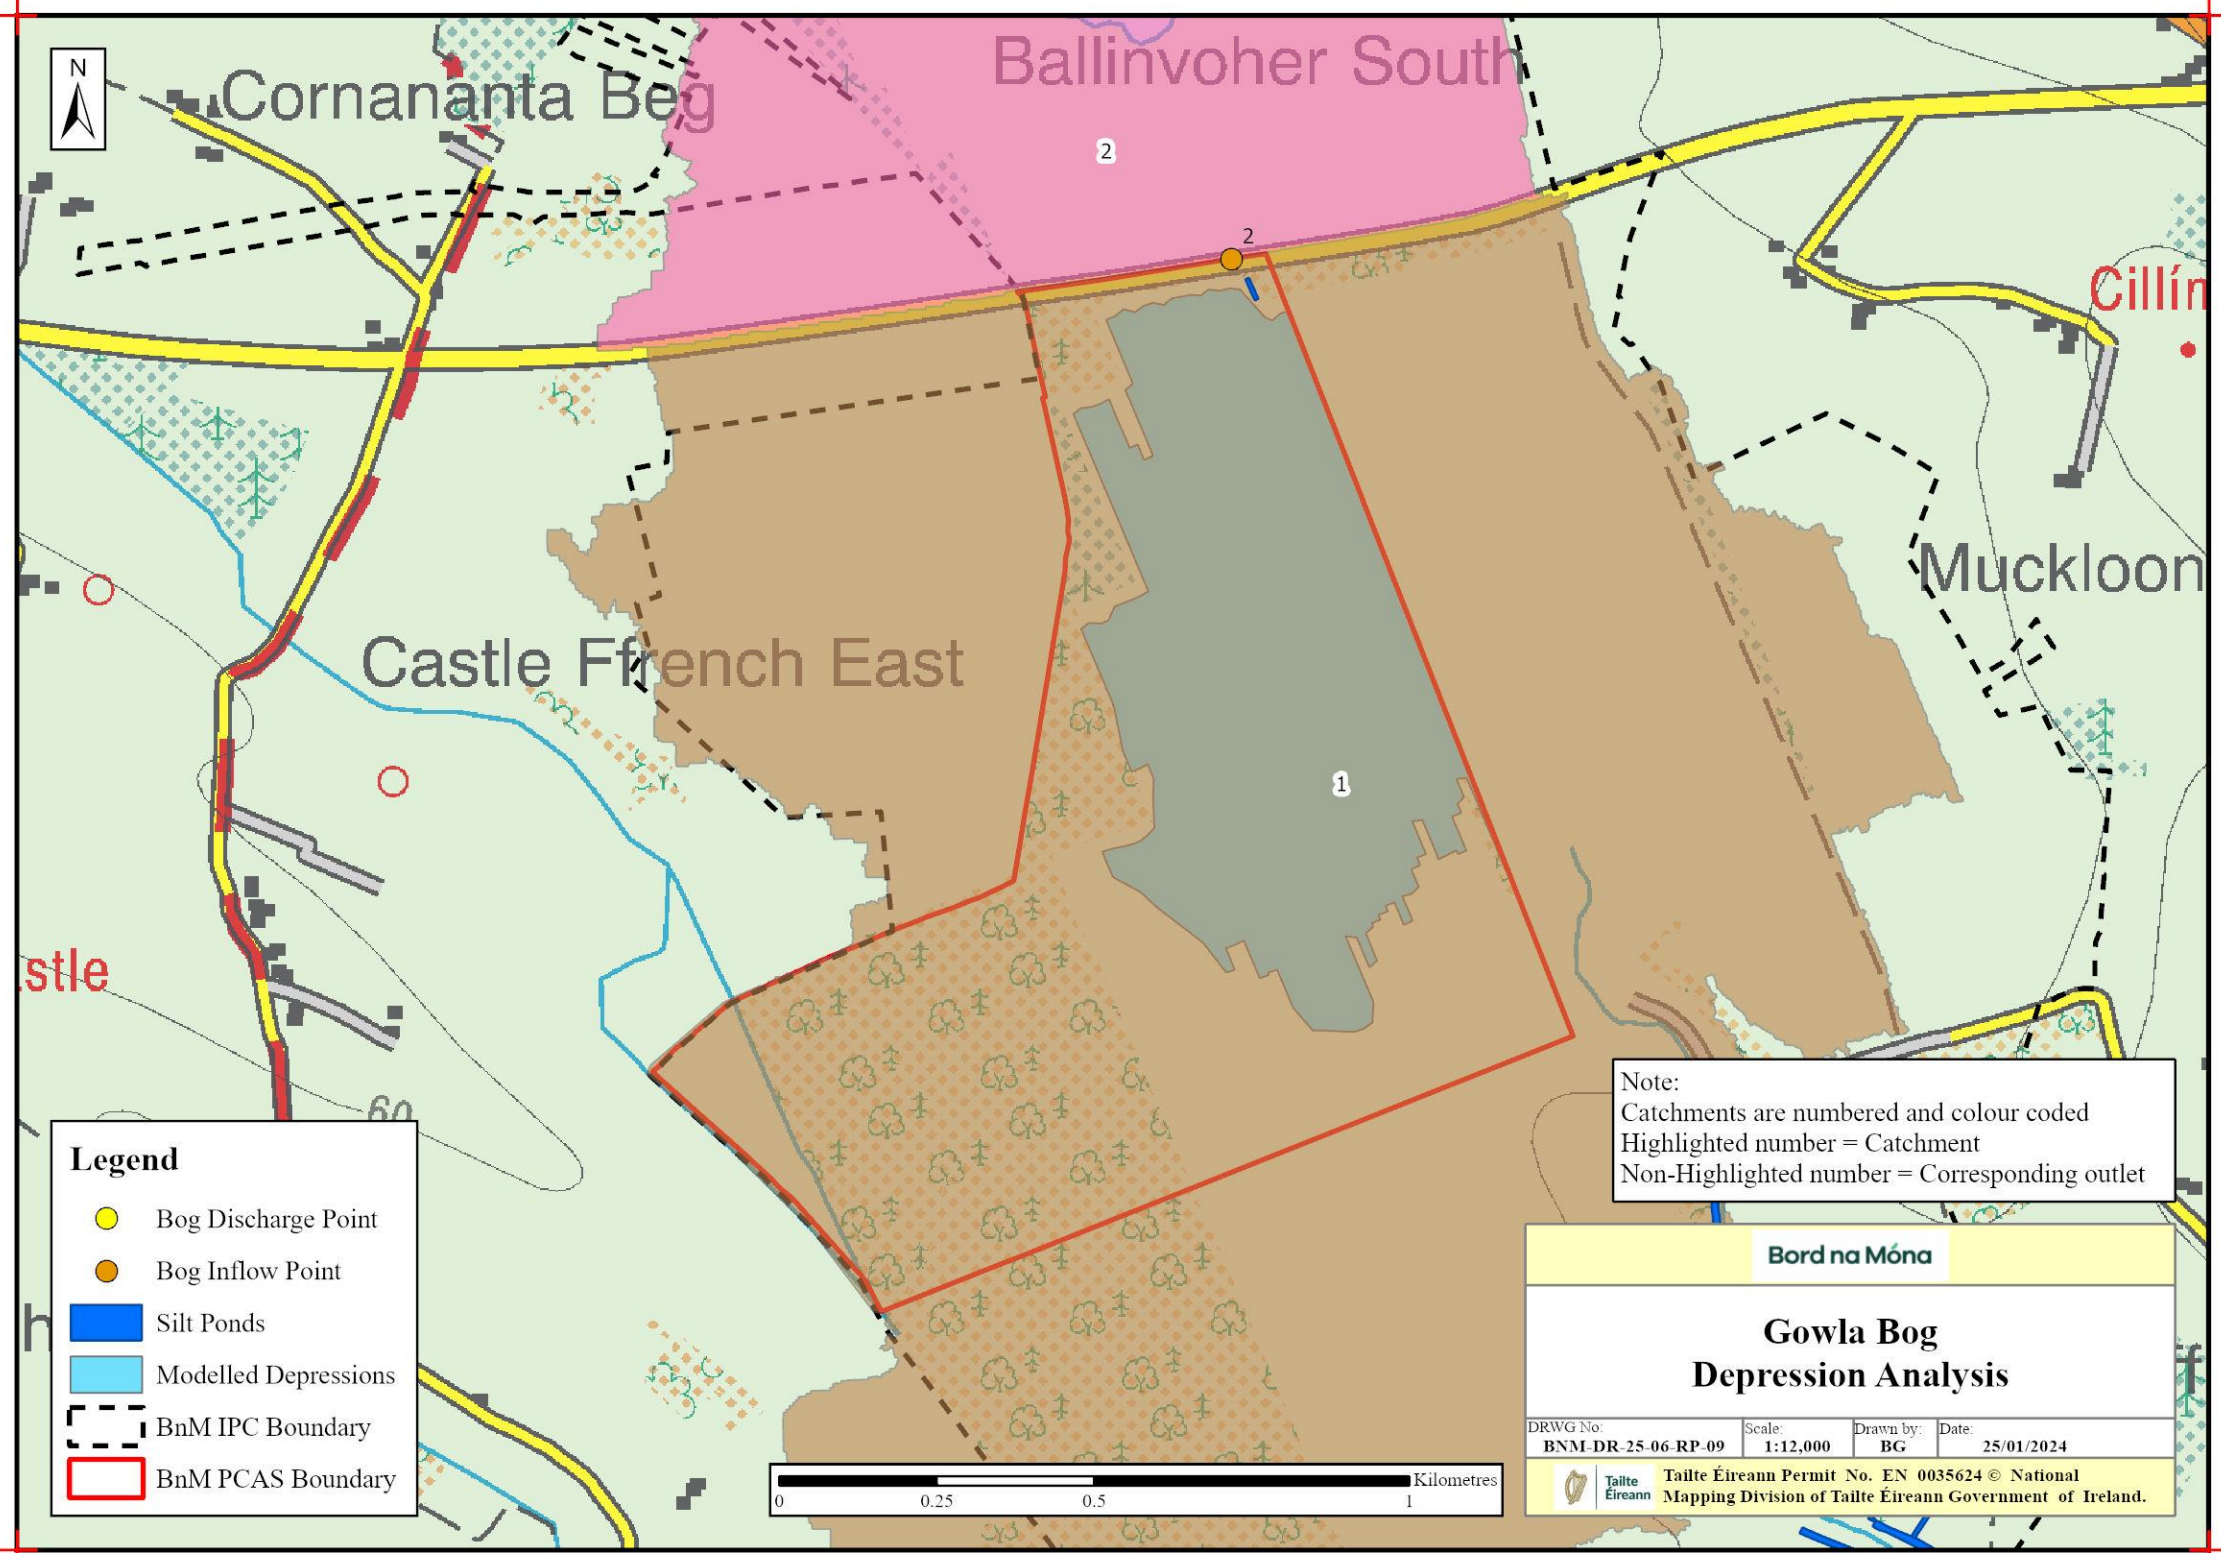 N
Cornananta Beg
Ballinvoher South
2
2
Cillín
Muckloon
Castle Ffrench East
1
stle
60
Legend
Bog Discharge Point
Bog Inflow Point
Silt Ponds
Modelled Depressions
BnM IPC Boundary
BnM PCAS Boundary
0
0.25
0.5
1
Kilometres
Note:
Catchments are numbered and colour coded
Highlighted number = Catchment
Non-Highlighted number = Corresponding outlet
Bord na Móna
Gowla Bog
Depression Analysis
DRWG No:
BNM-DR-25-06-RP-09
Scale:
1:12,000
Drawn by:
BG
Date:
25/01/2024
Tailte
Éireann
Tailte Éireann Permit No. EN 0035624 © National
Mapping Division of Tailte Éireann Government of Ireland.